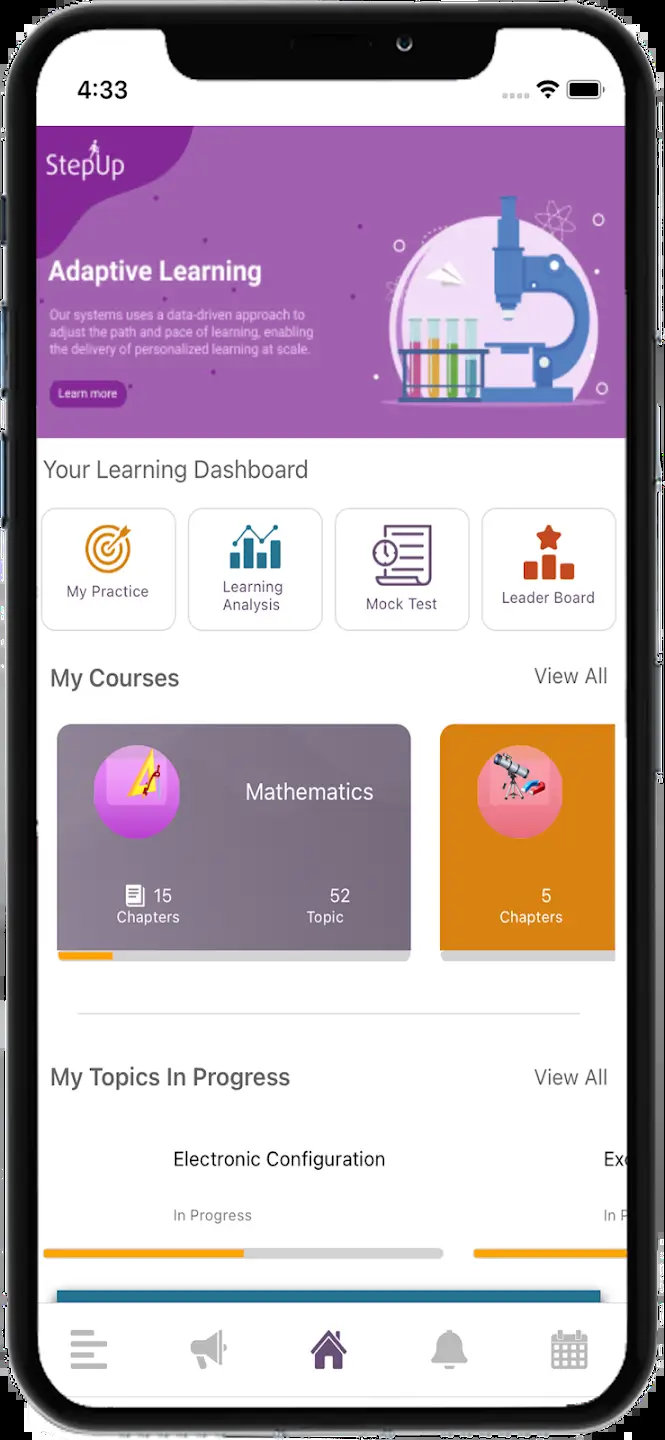 4:33
StepUp
Adaptive Learning
Our systems uses a data-driven approach to
adjust the path and pace of learning, enabling
the delivery of personalized learning at scale.
Learn more
Your Learning Dashboard
My Practice
Learning
Analysis
Mock Test
Leader Board
My Courses
View All
Mathematics
15
Chapters
52
Topic
5
Chapters
My Topics In Progress
View All
Electronic Configuration
In Progress
In P